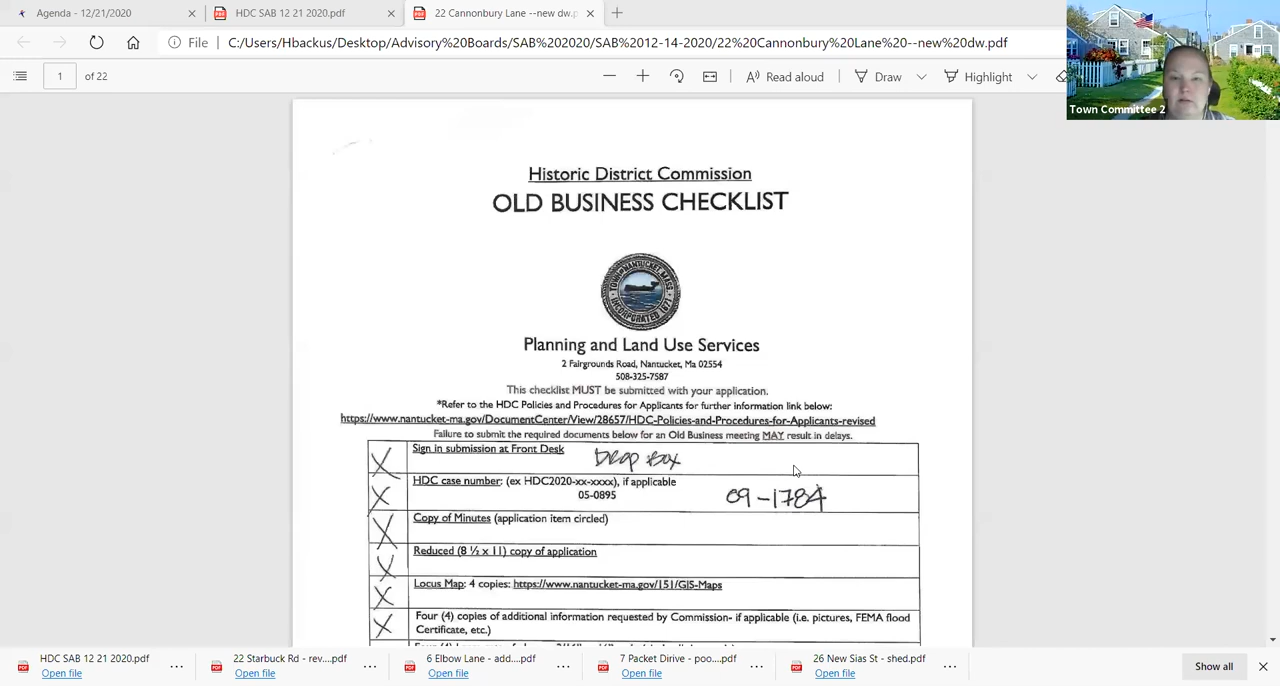 Agenda - 12/21/2020
HDC SAB 12 21 2020.pdf
22 Cannonbury Lane --new dw.p
File C:/Users/Hbackus/Desktop/Advisory%20Boards/SAB%202020/SAB%2012-14-2020/22%20Cannonbury%20Lane%20--new%20dw.pdf
1 of 22
Read aloud
Draw
Highlight
Town Committee 2
Historic District Commission
OLD BUSINESS CHECKLIST
TOWN OF NANTUCKET, MASS.
INCORPORATED 1671
Planning and Land Use Services
2 Fairgrounds Road, Nantucket, Ma 02554
508-325-7587
This checklist MUST be submitted with your application.
*Refer to the HDC Policies and Procedures for Applicants for further information link below:
https://www.nantucket-ma.gov/DocumentCenter/View/28657/HDC-Policies-and-Procedures-for-Applicants-revised
Failure to submit the required documents below for an Old Business meeting MAY result in delays.
X Sign in submission at Front Desk Drop Box
X HDC case number: (ex HDC2020-xx-xxxx), if applicable
05-0895 09-1784
X Copy of Minutes (application item circled)
X Reduced (8 ½ x 11) copy of application
X Locus Map: 4 copies: https://www.nantucket-ma.gov/151/GIS-Maps
X Four (4) copies of additional information requested by Commission- if applicable (i.e. pictures, FEMA flood
Certificate, etc.)
HDC SAB 12 21 2020.pdf
Open file
22 Starbuck Rd - rev....pdf
Open file
6 Elbow Lane - add....pdf
Open file
7 Packet Drive - poo....pdf
Open file
26 New Sias St - shed.pdf
Open file
Show all